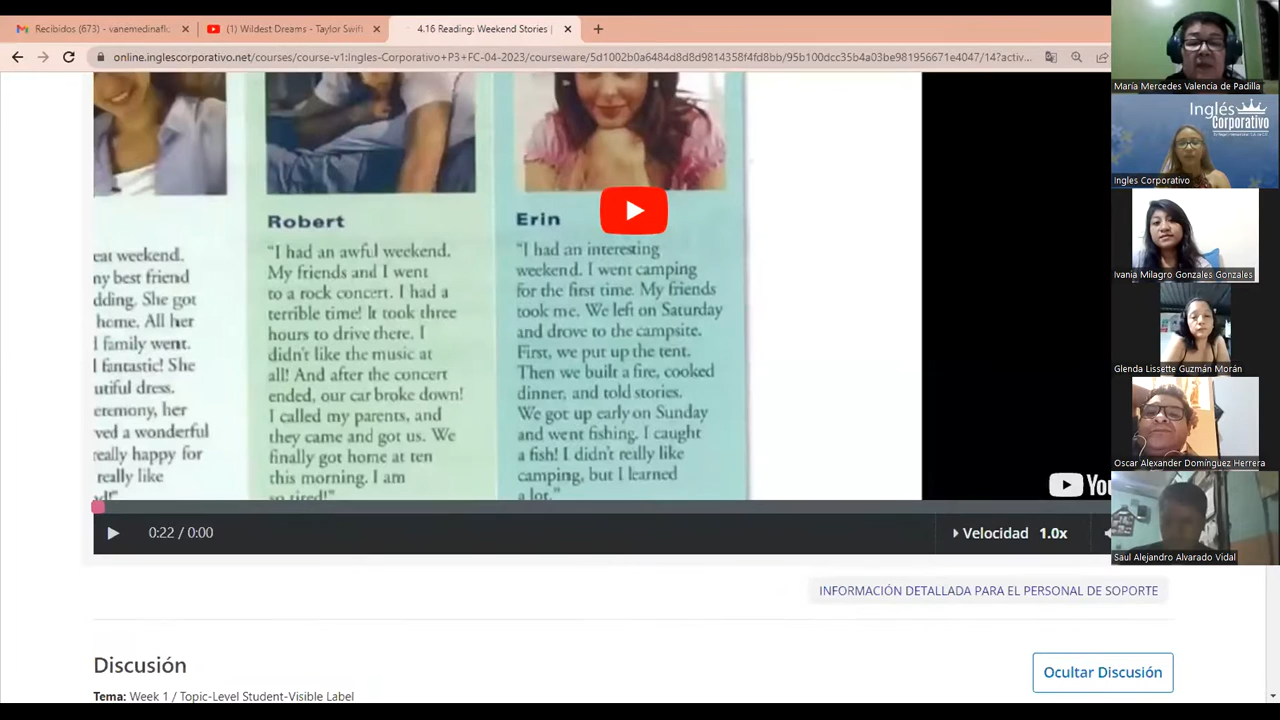 Recibidos (673) - vanemedinaflo
(1) Wildest Dreams - Taylor Swift
4.16 Reading: Weekend Stories |
online.inglescorporativo.net/courses/course-v1:Ingles-Corporativo+P3+FC-04-2023/courseware/5d1002b0a6484d8d8d9814358f4fd8bb/95b100dcc35b4a03be981956671e4047/14?activ...
eat weekend.
my best friend
dding. She got
home. All her
family went.
fantastic! She
utiful dress.
eremony, her
ved a wonderful
really happy for
really like
ad!"
Robert
"I had an awful weekend.
My friends and I went
to a rock concert. I had a
terrible time! It took three
hours to drive there. I
didn't like the music at
all! And after the concert
ended, our car broke down!
I called my parents, and
they came and got us. We
finally got home at ten
this morning. I am
so tired!"
Erin
"I had an interesting
weekend. I went camping
for the first time. My friends
took me. We left on Saturday
and drove to the campsite.
First, we put up the tent.
Then we built a fire, cooked
dinner, and told stories.
We got up early on Sunday
and went fishing. I caught
a fish! I didn't really like
camping, but I learned
a lot."
You
0:22 / 0:00
Velocidad 1.0x
INFORMACIÓN DETALLADA PARA EL PERSONAL DE SOPORTE
Discusión
Ocultar Discusión
Tema: Week 1 / Topic-Level Student-Visible Label
María Mercedes Valencia de Padilla
Inglés
Corporativo
Ingles Corporativo
Ivania Milagro Gonzales Gonzales
Glenda Lissette Guzmán Morán
Oscar Alexander Domínguez Herrera
Saul Alejandro Alvarado Vidal